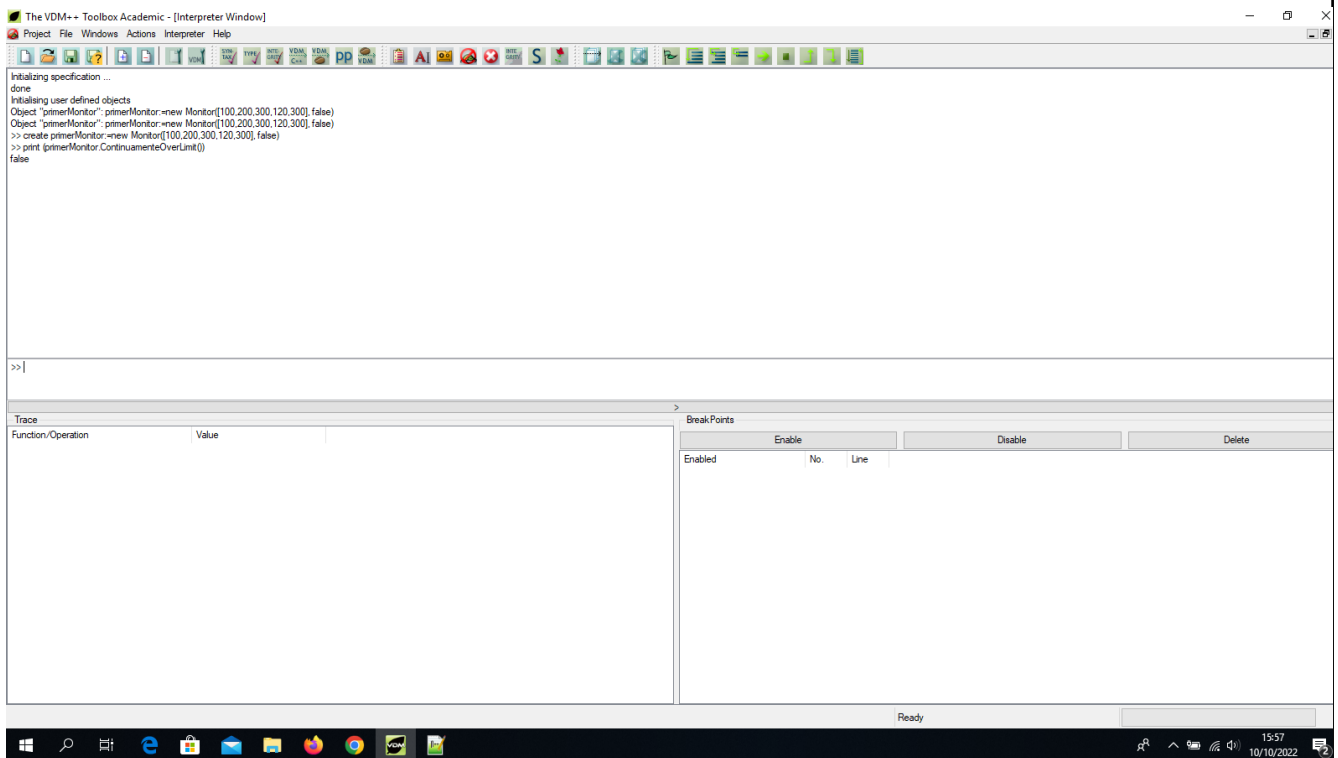 The VDM++ Toolbox Academic - [Interpreter Window]
Project File Windows Actions Interpreter Help
Initializing specification ...
done
Initialising user defined objects
Object "primerMonitor": primerMonitor:=new Monitor([100,200,300,120,300], false)
Object "primerMonitor": primerMonitor:=new Monitor([100,200,300,120,300], false)
>> create primerMonitor:=new Monitor([100,200,300,120,300], false)
>> print (primerMonitor.ContinuamenteOverLimit())
false
>>
>
Trace
Function/Operation Value
BreakPoints
Enable Disable Delete
Enabled No. Line
Ready
15:57
10/10/2022